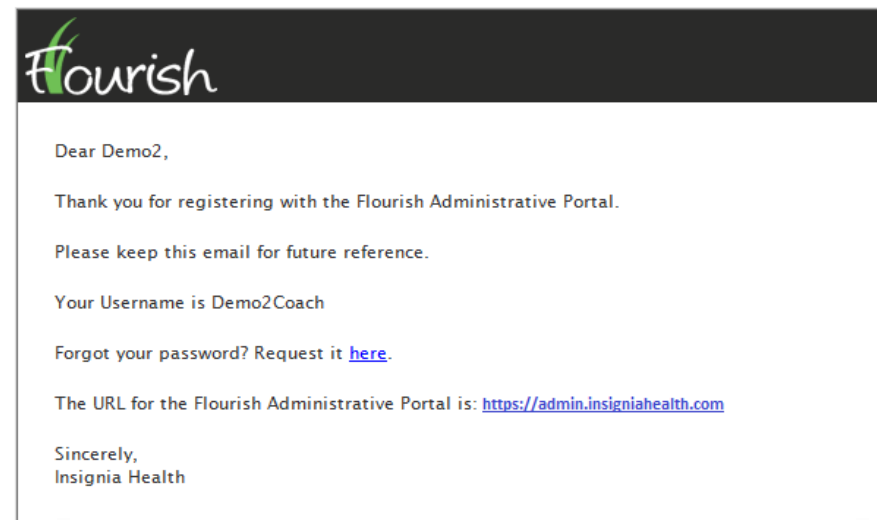 Flourish
Dear Demo2,
Thank you for registering with the Flourish Administrative Portal.
Please keep this email for future reference.
Your Username is Demo2Coach
Forgot your password? Request it here.
The URL for the Flourish Administrative Portal is: https://admin.insigniahealth.com
Sincerely,
Insignia Health